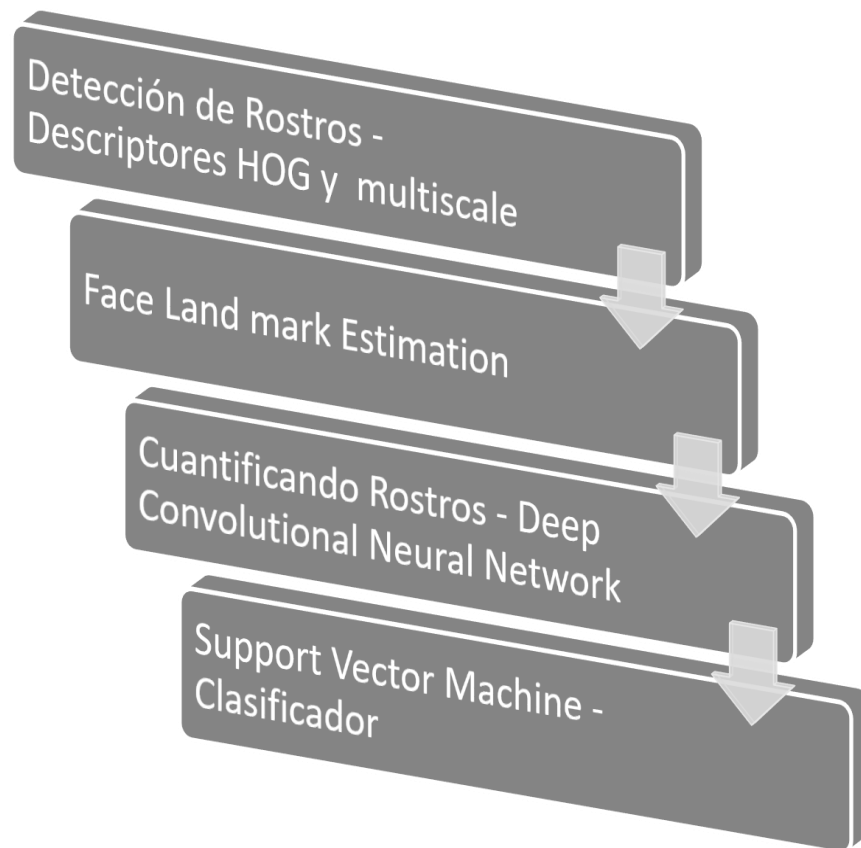 Detección de Rostros -
Descriptores HOG y multiscale
Face Land mark Estimation
Cuantificando Rostros - Deep
Convolutional Neural Network
Support Vector Machine -
Clasificador